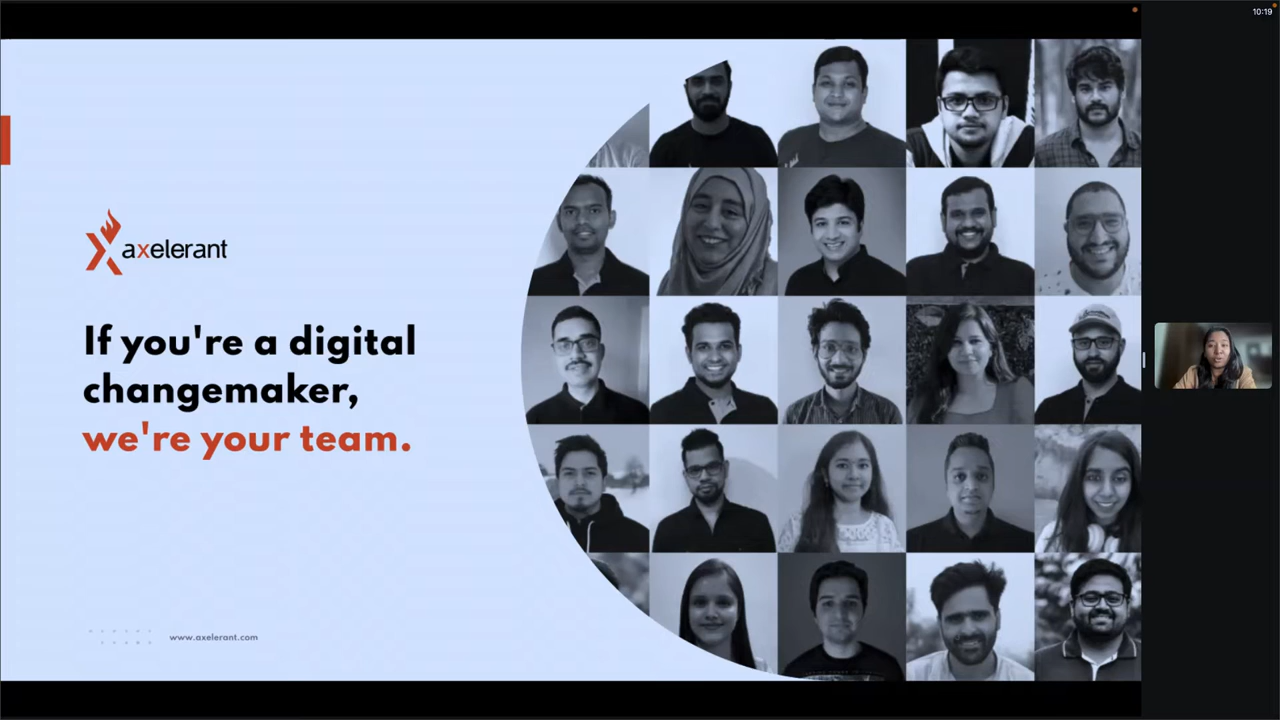 10:19
axelerant
If you're a digital
changemaker,
we're your team.
www.axelerant.com